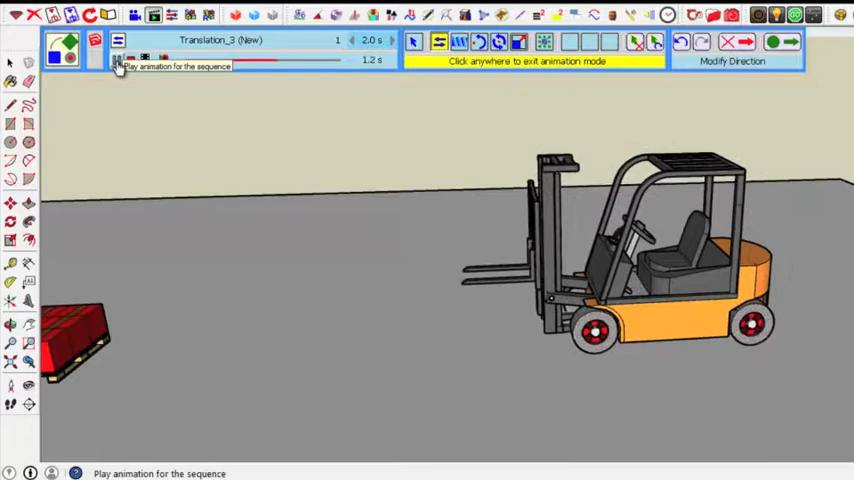 Translation_3 (New) 1 2.0 s
1.2 s
Play animation for the sequence
Click anywhere to exit animation mode
Modify Direction
Play animation for the sequence